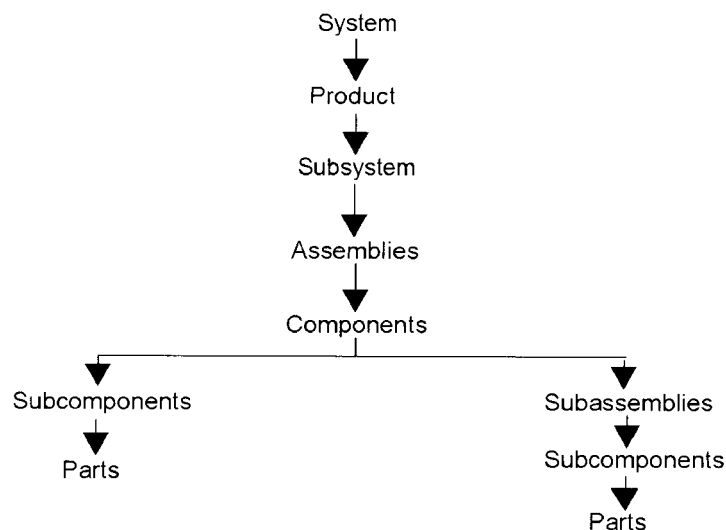 System
Product
Subsystem
Assemblies
Components
Subcomponents
Subassemblies
Parts
Subcomponents
Parts